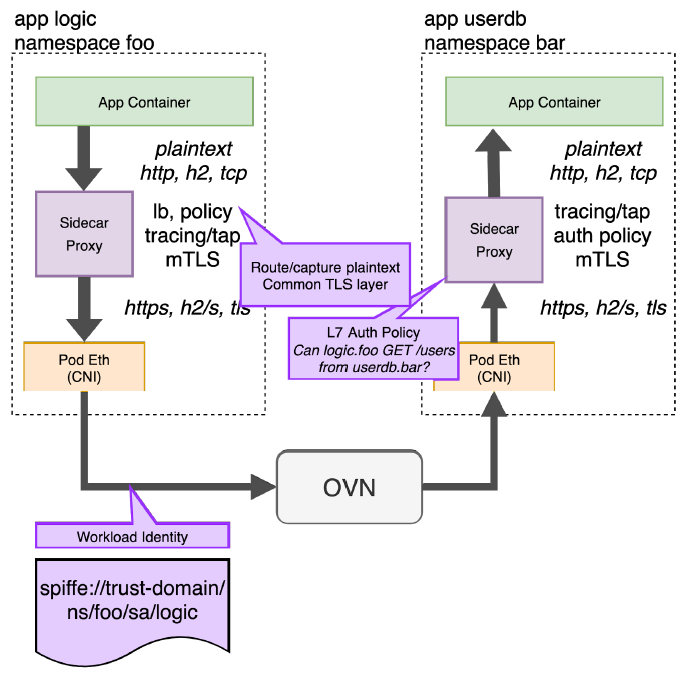 app logic
namespace foo
App Container
plaintext
http, h2, tcp
Sidecar
Proxy
lb, policy
tracing/tap
mTLS
https, h2/s, tls
Pod Eth
(CNI)
Route/capture plaintext
Common TLS layer
app userdb
namespace bar
App Container
plaintext
http, h2, tcp
Sidecar
Proxy
tracing/tap
auth policy
mTLS
L7 Auth Policy
Can logic.foo GET /users
from userdb.bar?
https, h2/s, tls
Pod Eth
(CNI)
OVN
Workload Identity
spiffe://trust-domain/
ns/foo/sa/logic